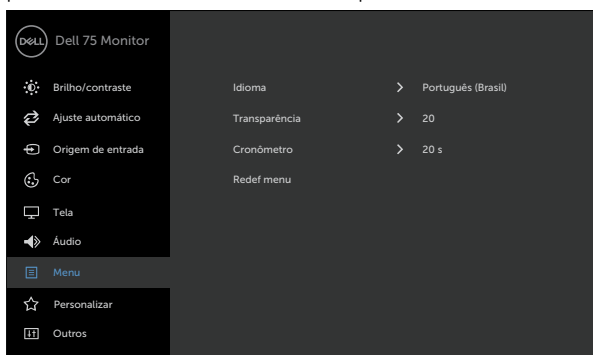 DELL Dell 75 Monitor
Brilho/contraste
Idioma > Português (Brasil)
Ajuste automático
Transparência > 20
Origem de entrada
Cronômetro > 20 s
Cor
Redef menu
Tela
Áudio
Menu
Personalizar
Outros